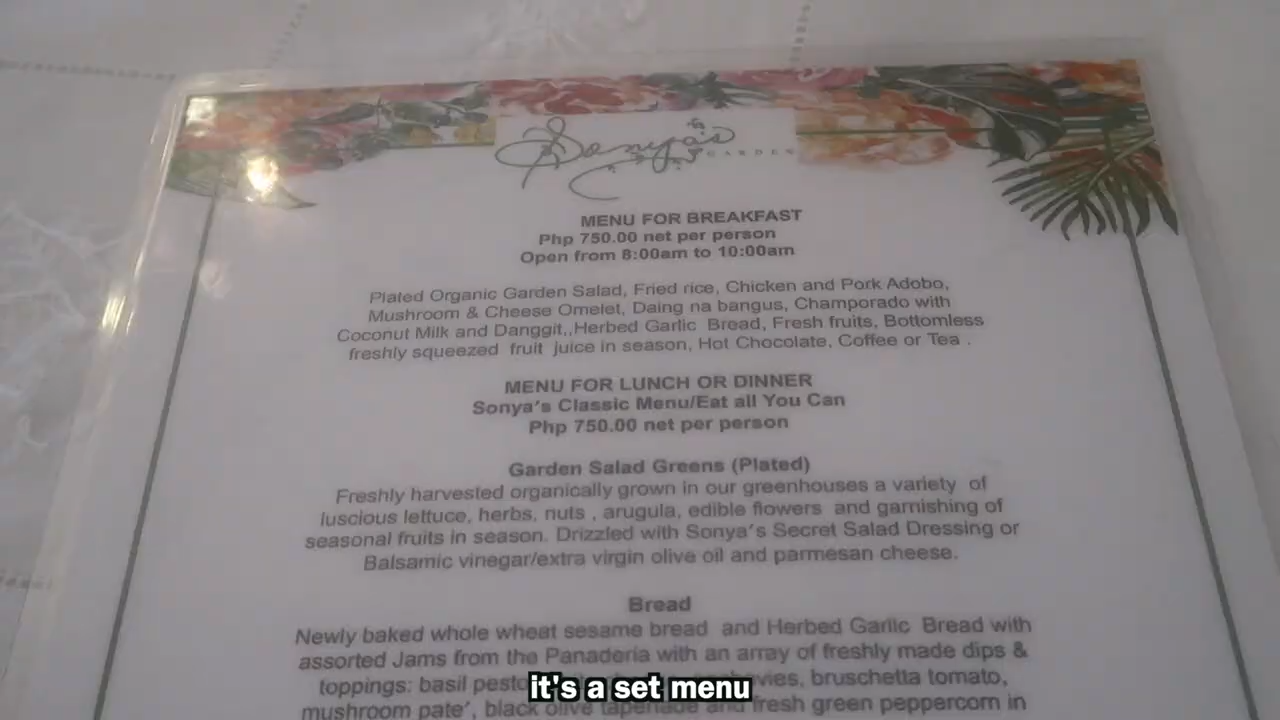 Sonya's
GARDEN
MENU FOR BREAKFAST
Php 750.00 net per person
Open from 8:00am to 10:00am
Plated Organic Garden Salad, Fried rice, Chicken and Pork Adobo,
Mushroom & Cheese Omelet, Daing na bangus, Champorado with
Coconut Milk and Danggit,,Herbed Garlic Bread, Fresh fruits, Bottomless
freshly squeezed fruit juice in season, Hot Chocolate, Coffee or Tea .
MENU FOR LUNCH OR DINNER
Sonya's Classic Menu/Eat all You Can
Php 750.00 net per person
Garden Salad Greens (Plated)
Freshly harvested organically grown in our greenhouses a variety of
luscious lettuce, herbs, nuts , arugula, edible flowers and garnishing of
seasonal fruits in season. Drizzled with Sonya's Secret Salad Dressing or
Balsamic vinegar/extra virgin olive oil and parmesan cheese.
Bread
Newly baked whole wheat sesame bread and Herbed Garlic Bread with
assorted Jams from the Panaderia with an array of freshly made dips &
toppings: basil pesto bruschetta tomato,
mushroom pate', black olive tapenade and fresh green peppercorn in
it's a set menu